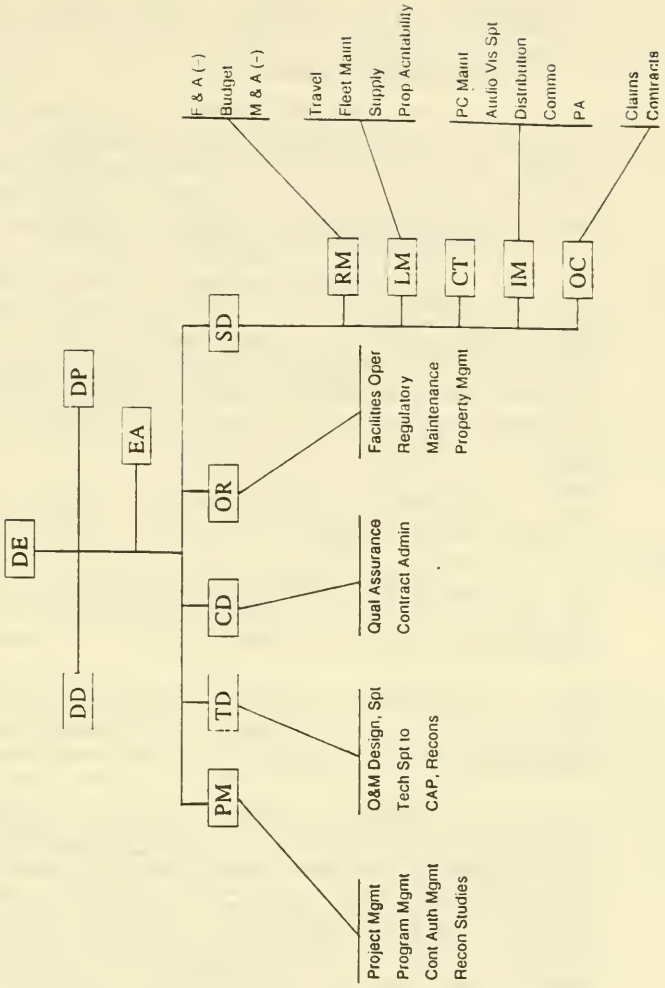 DE
DD
DP
EA
PM
TD
CD
OR
SD
Project Mgmt
Program Mgmt
Cont Auth Mgmt
Recon Studies
O&M Design, Spt
Tech Spt to
CAP, Recons
Qual Assurance
Contract Admin
Facilities Oper
Regulatory
Maintenance
Property Mgmt
RM
LM
CT
IM
OC
F & A (-)
Budget
M & A (-)
Travel
Fleet Maint
Supply
Prop Acntability
PC Maint
Audio Vis Spt
Distribution
Commo
PA
Claims
Contracts